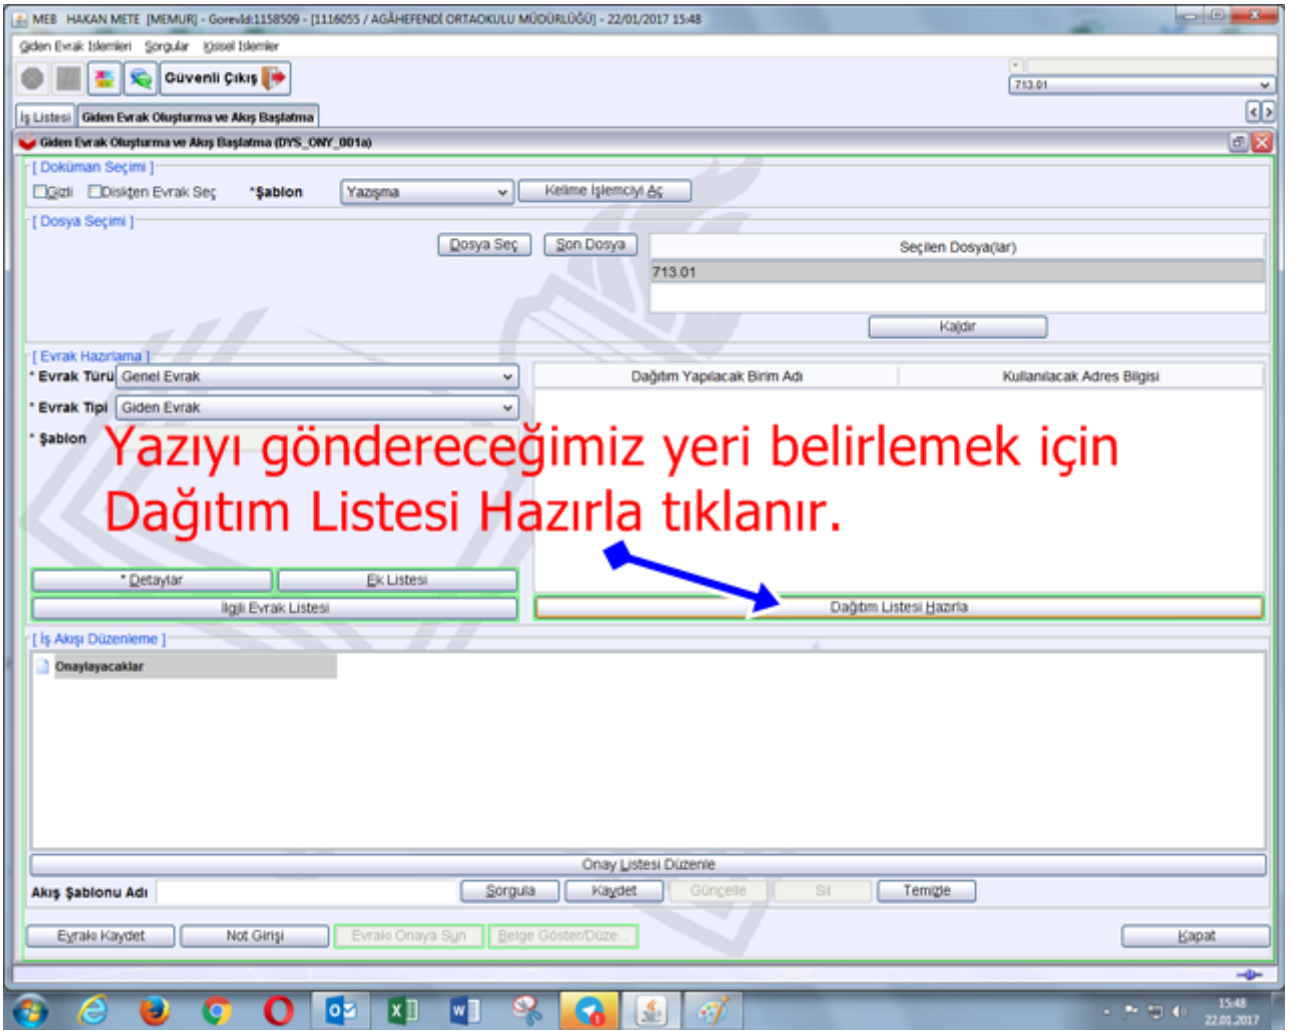 MEB HAKAN METE [MEMUR] - GorevId:1158509 - [1116055 / AGÂHEFENDİ ORTAOKULU MÜDÜRLÜĞÜ] - 22/01/2017 15:48
Giden Evrak İşlemleri Sorgular Kişisel İşlemler
Güvenli Çıkış
713.01
İş Listesi Giden Evrak Oluşturma ve Akış Başlatma
Giden Evrak Oluşturma ve Akış Başlatma (DYS_ONY_001a)
[ Doküman Seçimi ]
Gizli Diskten Evrak Seç *Şablon Yazışma Kelime İşlemciyi Aç
[ Dosya Seçimi ]
Dosya Seç Son Dosya Seçilen Dosya(lar)
713.01
Kaldır
[ Evrak Hazırlama ]
* Evrak Türü Genel Evrak Dağıtım Yapılacak Birim Adı Kullanılacak Adres Bilgisi
* Evrak Tipi Giden Evrak
* Şablon
Yazıyı göndereceğimiz yeri belirlemek için
Dağıtım Listesi Hazırla tıklanır.
* Detaylar Ek Listesi
İlgili Evrak Listesi Dağıtım Listesi Hazırla
[ İş Akışı Düzenleme ]
Onaylayacaklar
Onay Listesi Düzenle
Akış Şablonu Adı Sorgula Kaydet Güncelle Sil Temizle
Evrakı Kaydet Not Girişi Evrakı Onaya Sun Belge Göster/Düze... Kapat
15:48
22.01.2017